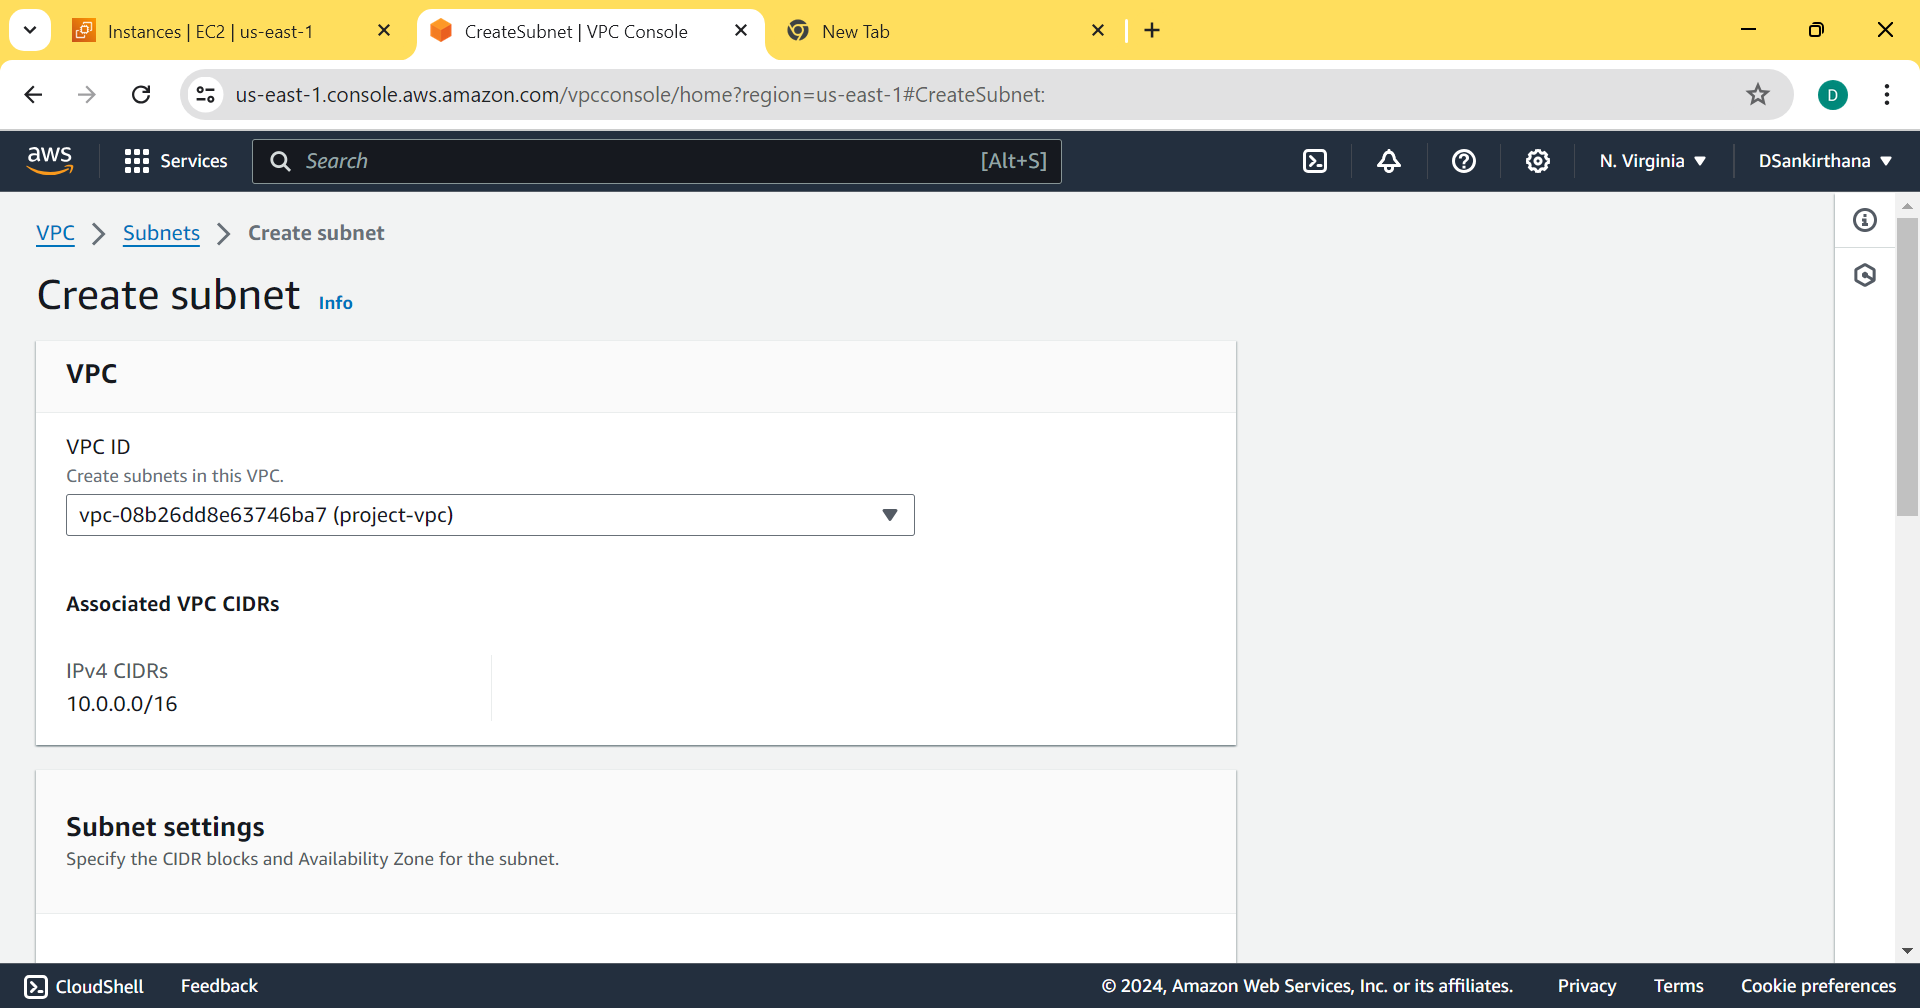 Instances | EC2 | us-east-1
CreateSubnet | VPC Console
New Tab
us-east-1.console.aws.amazon.com/vpcconsole/home?region=us-east-1#CreateSubnet:
D
aws
Services
Search
[Alt+S]
N. Virginia
DSankirthana
VPC
Subnets
Create subnet
Create subnet
Info
VPC
VPC ID
Create subnets in this VPC.
vpc-08b26dd8e63746ba7 (project-vpc)
Associated VPC CIDRs
IPv4 CIDRs
10.0.0.0/16
Subnet settings
Specify the CIDR blocks and Availability Zone for the subnet.
CloudShell
Feedback
© 2024, Amazon Web Services, Inc. or its affiliates.
Privacy
Terms
Cookie preferences